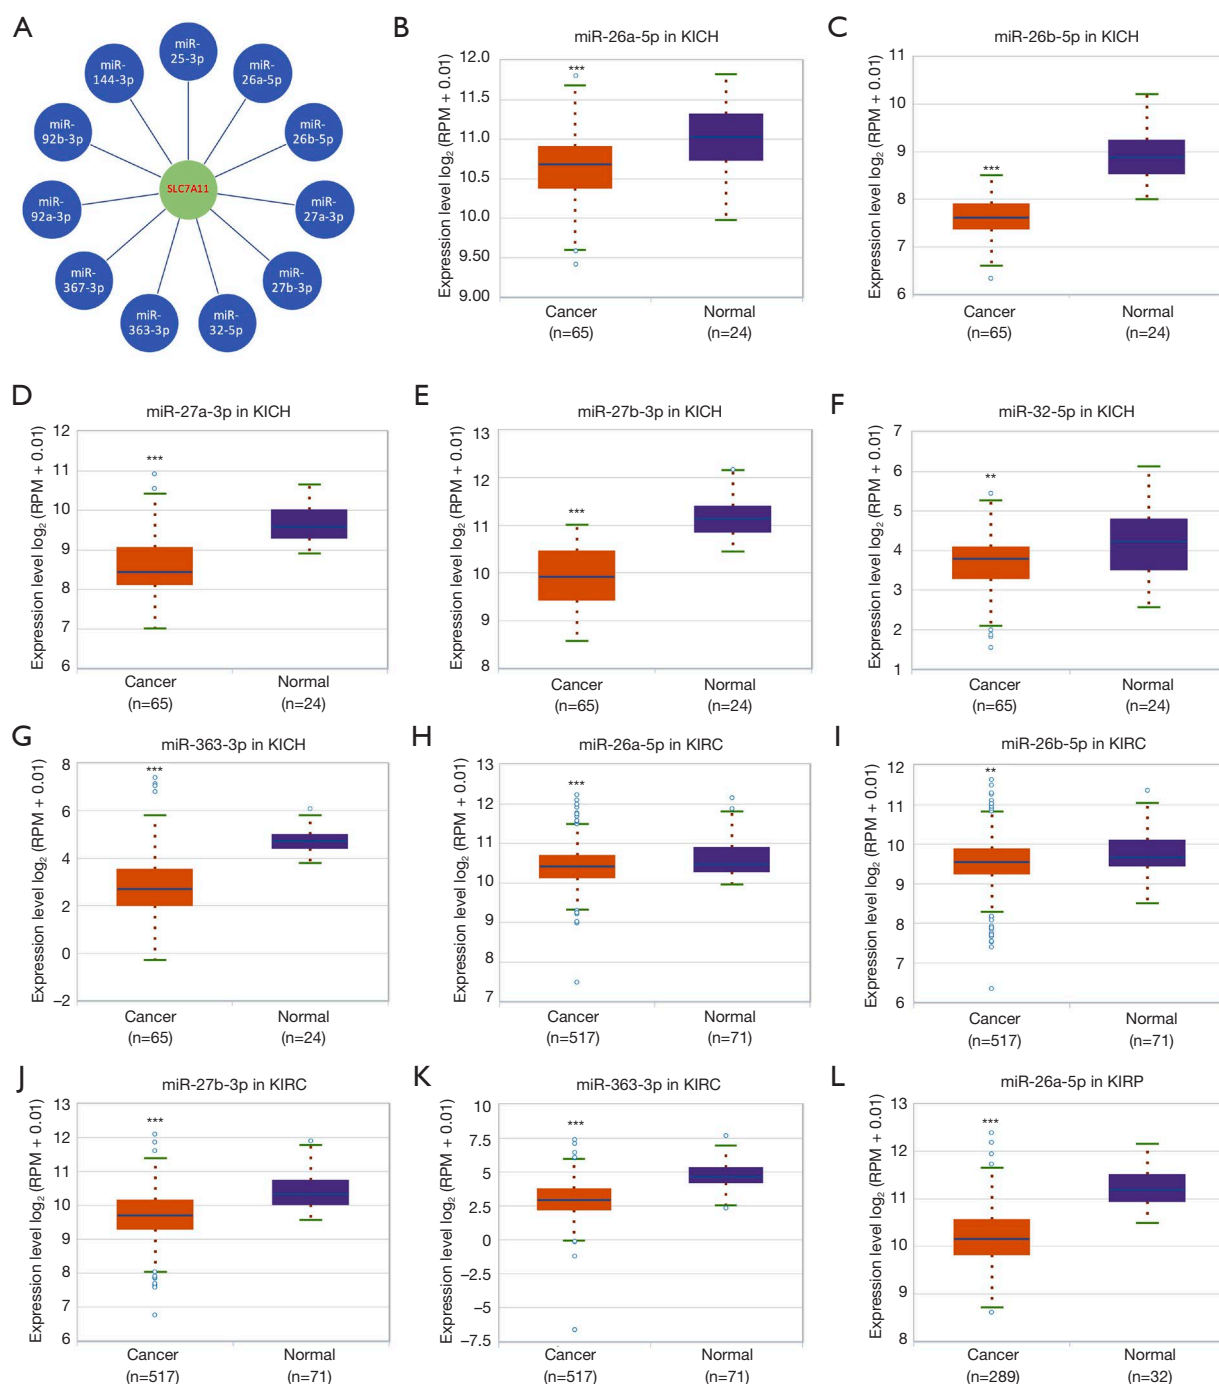 A
miR-
25-3p
miR-
144-3p
miR-
26a-5p
miR-
92b-3p
miR-
26b-5p
SLC7A11
miR-
92a-3p
miR-
27a-3p
miR-
367-3p
miR-
27b-3p
miR-
363-3p
miR-
32-5p
B
miR-26a-5p in KICH
Expression level log₂ (RPM + 0.01)
12.0
11.0
11.0
10.5
10.0
9.50
9.00
***
Cancer
(n=65)
Normal
(n=24)
C
miR-26b-5p in KICH
Expression level log₂ (RPM + 0.01)
11
10
9
8
7
6
***
Cancer
(n=65)
Normal
(n=24)
D
miR-27a-3p in KICH
Expression level log₂ (RPM + 0.01)
12
11
10
9
8
7
6
***
Cancer
(n=65)
Normal
(n=24)
E
miR-27b-3p in KICH
Expression level log₂ (RPM + 0.01)
13
12
11
10
9
8
***
Cancer
(n=65)
Normal
(n=24)
F
miR-32-5p in KICH
Expression level log₂ (RPM + 0.01)
7
6
5
4
3
2
1
**
Cancer
(n=65)
Normal
(n=24)
G
miR-363-3p in KICH
Expression level log₂ (RPM + 0.01)
8
6
4
2
0
−2
***
Cancer
(n=65)
Normal
(n=24)
H
miR-26a-5p in KIRC
Expression level log₂ (RPM + 0.01)
13
12
11
10
9
8
7
***
Cancer
(n=517)
Normal
(n=71)
I
miR-26b-5p in KIRC
Expression level log₂ (RPM + 0.01)
12
11
10
9
8
7
6
**
Cancer
(n=517)
Normal
(n=71)
J
miR-27b-3p in KIRC
Expression level log₂ (RPM + 0.01)
13
12
11
10
9
8
7
6
***
Cancer
(n=517)
Normal
(n=71)
K
miR-363-3p in KIRC
Expression level log₂ (RPM + 0.01)
10
7.5
5
2.5
0
−2.5
−5
−7.5
***
Cancer
(n=517)
Normal
(n=71)
L
miR-26a-5p in KIRP
Expression level log₂ (RPM + 0.01)
13
12
11
10
9
8
***
Cancer
(n=289)
Normal
(n=32)